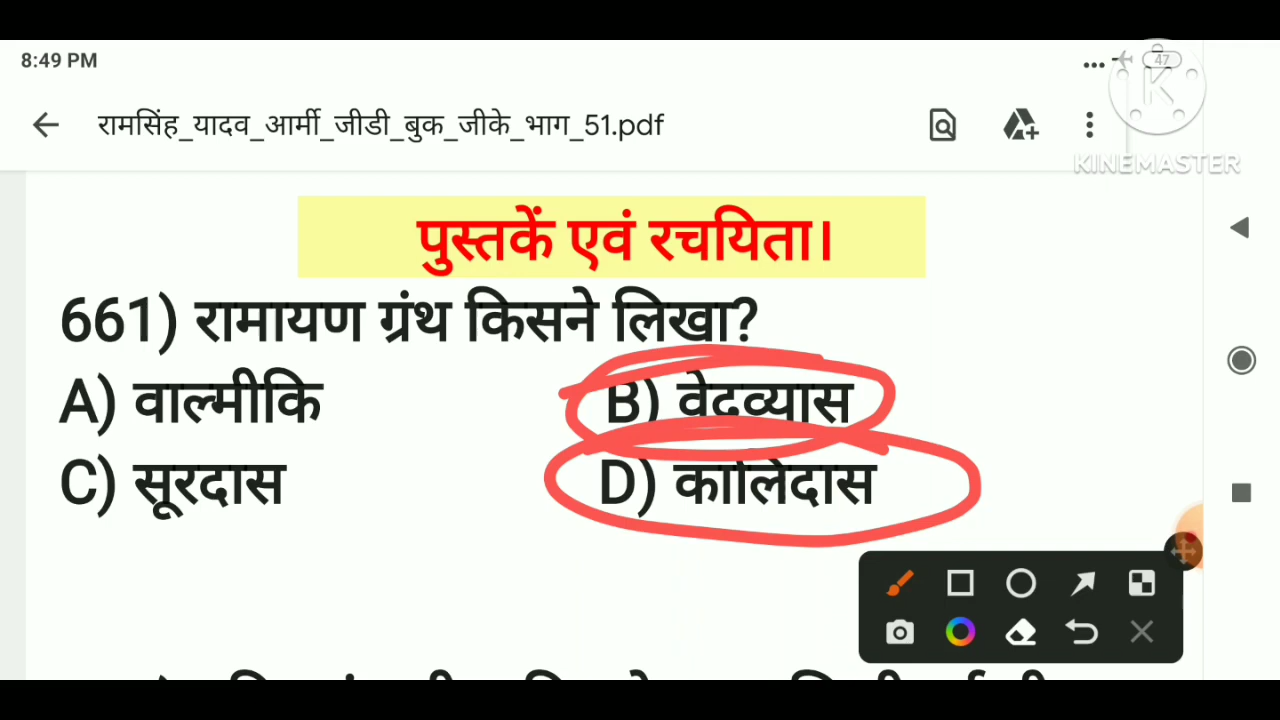 8:49 PM
47
रामसिंह_यादव_आर्मी_जीडी_बुक_जीके_भाग_51.pdf
KINEMASTER
पुस्तकें एवं रचयिता।
661) रामायण ग्रंथ किसने लिखा?
A) वाल्मीकि B) वेदव्यास
C) सूरदास D) कालिदास